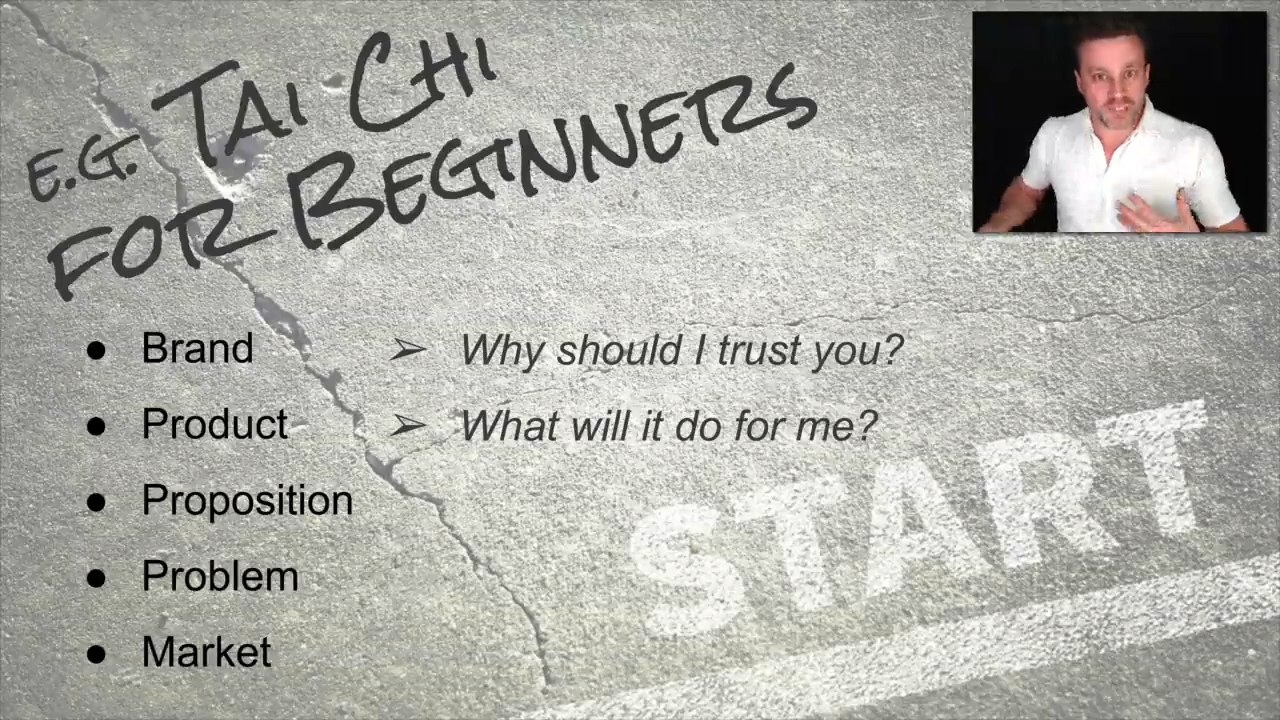 E.G. TAI CHI
FOR BEGINNERS
● Brand ➢ Why should I trust you?
● Product ➢ What will it do for me?
● Proposition
● Problem
● Market
START